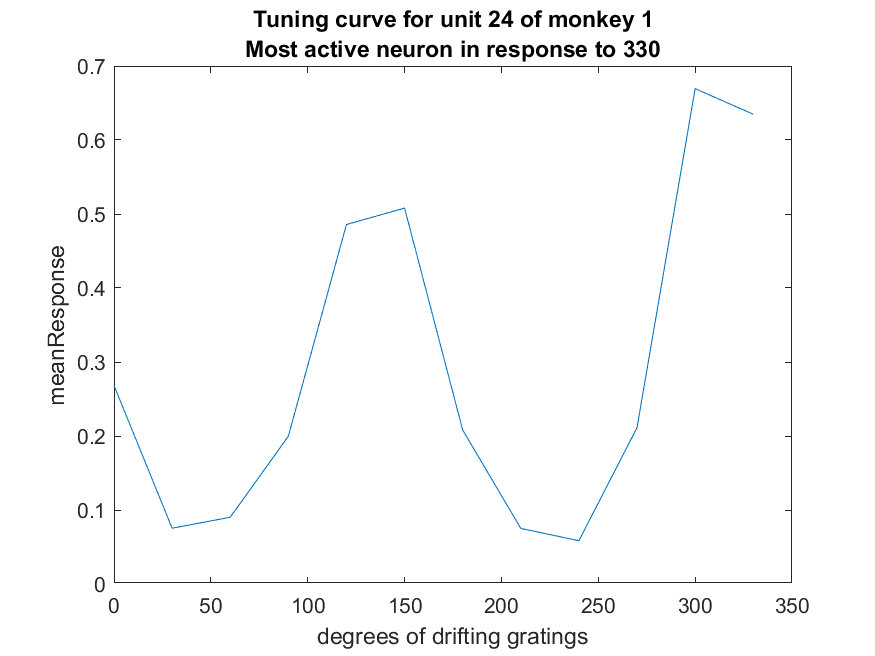 Tuning curve for unit 24 of monkey 1
Most active neuron in response to 330
0.7
0.6
0.5
0.4
0.3
0.2
0.1
0
meanResponse
0 50 100 150 200 250 300 350
degrees of drifting gratings